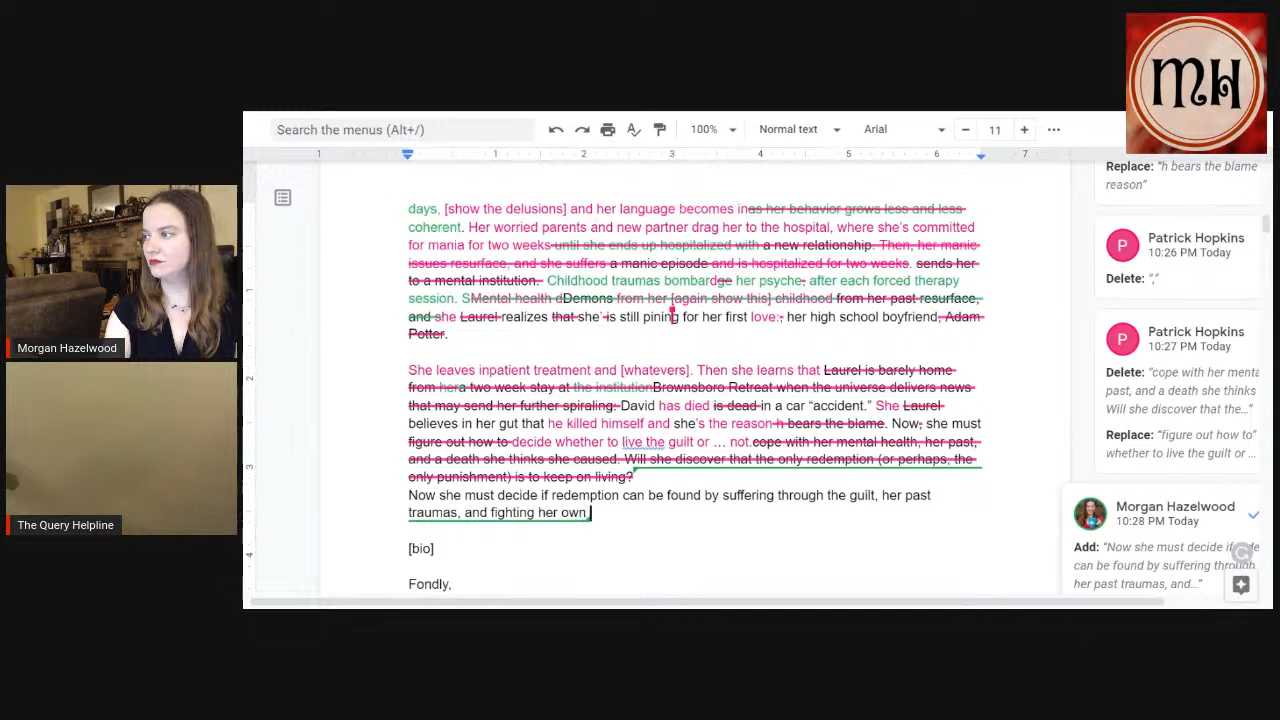 MH
Search the menus (Alt+/)
100%
Normal text
Arial
11
1 1 2 3 4 5 6 7
days, [show the delusions] and her language becomes inas her behavior grows less and less
coherent. Her worried parents and new partner drag her to the hospital, where she's committed
for mania for two weeks until she ends up hospitalized with a new relationship. Then, her manic
issues resurface, and she suffers a manic episode and is hospitalized for two weeks. sends her
to a mental institution. Childhood traumas bombardge her psyche, after each forced therapy
session. SMental health dDemons from her [again show this] childhood from her past resurface,
and she Laurel realizes that she' is still pining for her first love:, her high school boyfriend, Adam
Potter.
She leaves inpatient treatment and [whatevers]. Then she learns that Laurel is barely home
from hera two week stay at the institutionBrownsboro Retreat when the universe delivers news
that may send her further spiraling: David has died is dead in a car “accident.” She Laurel
believes in her gut that he killed himself and she's the reason h bears the blame. Now, she must
figure out how to decide whether to live the guilt or … not.cope with her mental health, her past,
and a death she thinks she caused. Will she discover that the only redemption (or perhaps, the
only punishment) is to keep on living?
Now she must decide if redemption can be found by suffering through the guilt, her past
traumas, and fighting her own
[bio]
Fondly,
1
2
3
4
Replace: “h bears the blame
reason”
P
Patrick Hopkins
10:26 PM Today
Delete: “,”
P
Patrick Hopkins
10:27 PM Today
Delete: “cope with her menta
past, and a death she thinks
Will she discover that the…”
Replace: “figure out how to”
whether to live the guilt or …
Morgan Hazelwood
10:28 PM Today
Add: “Now she must decide if
can be found by suffering through
her past traumas, and…”
Morgan Hazelwood
The Query Helpline